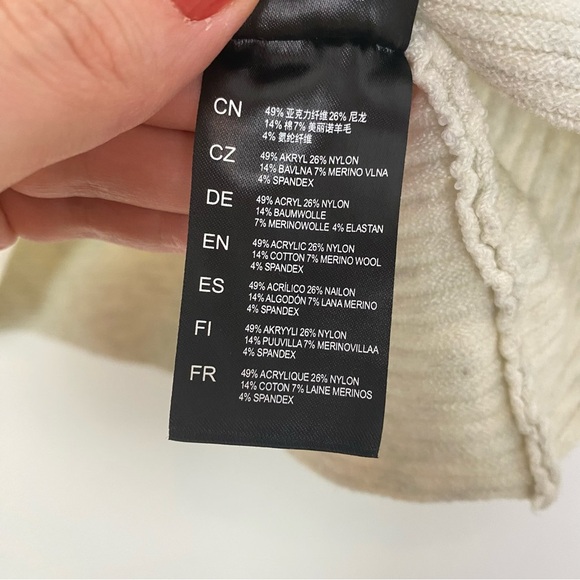 CN 49% 亚克力纤维26% 尼龙
14% 棉7% 美丽诺羊毛
4% 氨纶纤维
CZ 49% AKRYL 26% NYLON
14% BAVLNA 7% MERINO VLNA
4% SPANDEX
DE 49% ACRYL 26% NYLON
14% BAUMWOLLE
7% MERINOWOLLE 4% ELASTAN
EN 49% ACRYLIC 26% NYLON
14% COTTON 7% MERINO WOOL
4% SPANDEX
ES 49% ACRÍLICO 26% NAILON
14% ALGODÓN 7% LANA MERINO
4% SPANDEX
FI 49% AKRYYLI 26% NYLON
14% PUUVILLA 7% MERINOVILLAA
4% SPANDEX
FR 49% ACRYLIQUE 26% NYLON
14% COTON 7% LAINE MERINOS
4% SPANDEX